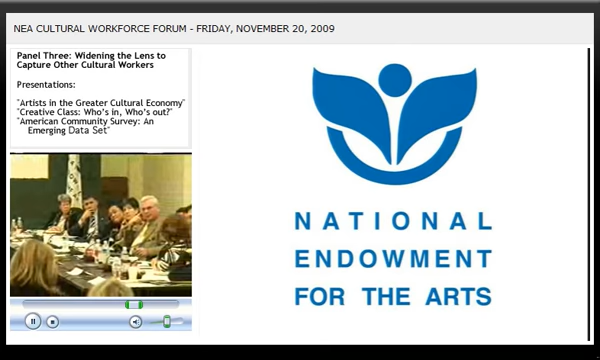 NEA CULTURAL WORKFORCE FORUM - FRIDAY, NOVEMBER 20, 2009
Panel Three: Widening the Lens to
Capture Other Cultural Workers
Presentations:
"Artists in the Greater Cultural Economy"
"Creative Class: Who's in, Who's out?"
"American Community Survey: An
Emerging Data Set"
NATIONAL
ENDOWMENT
FOR THE ARTS